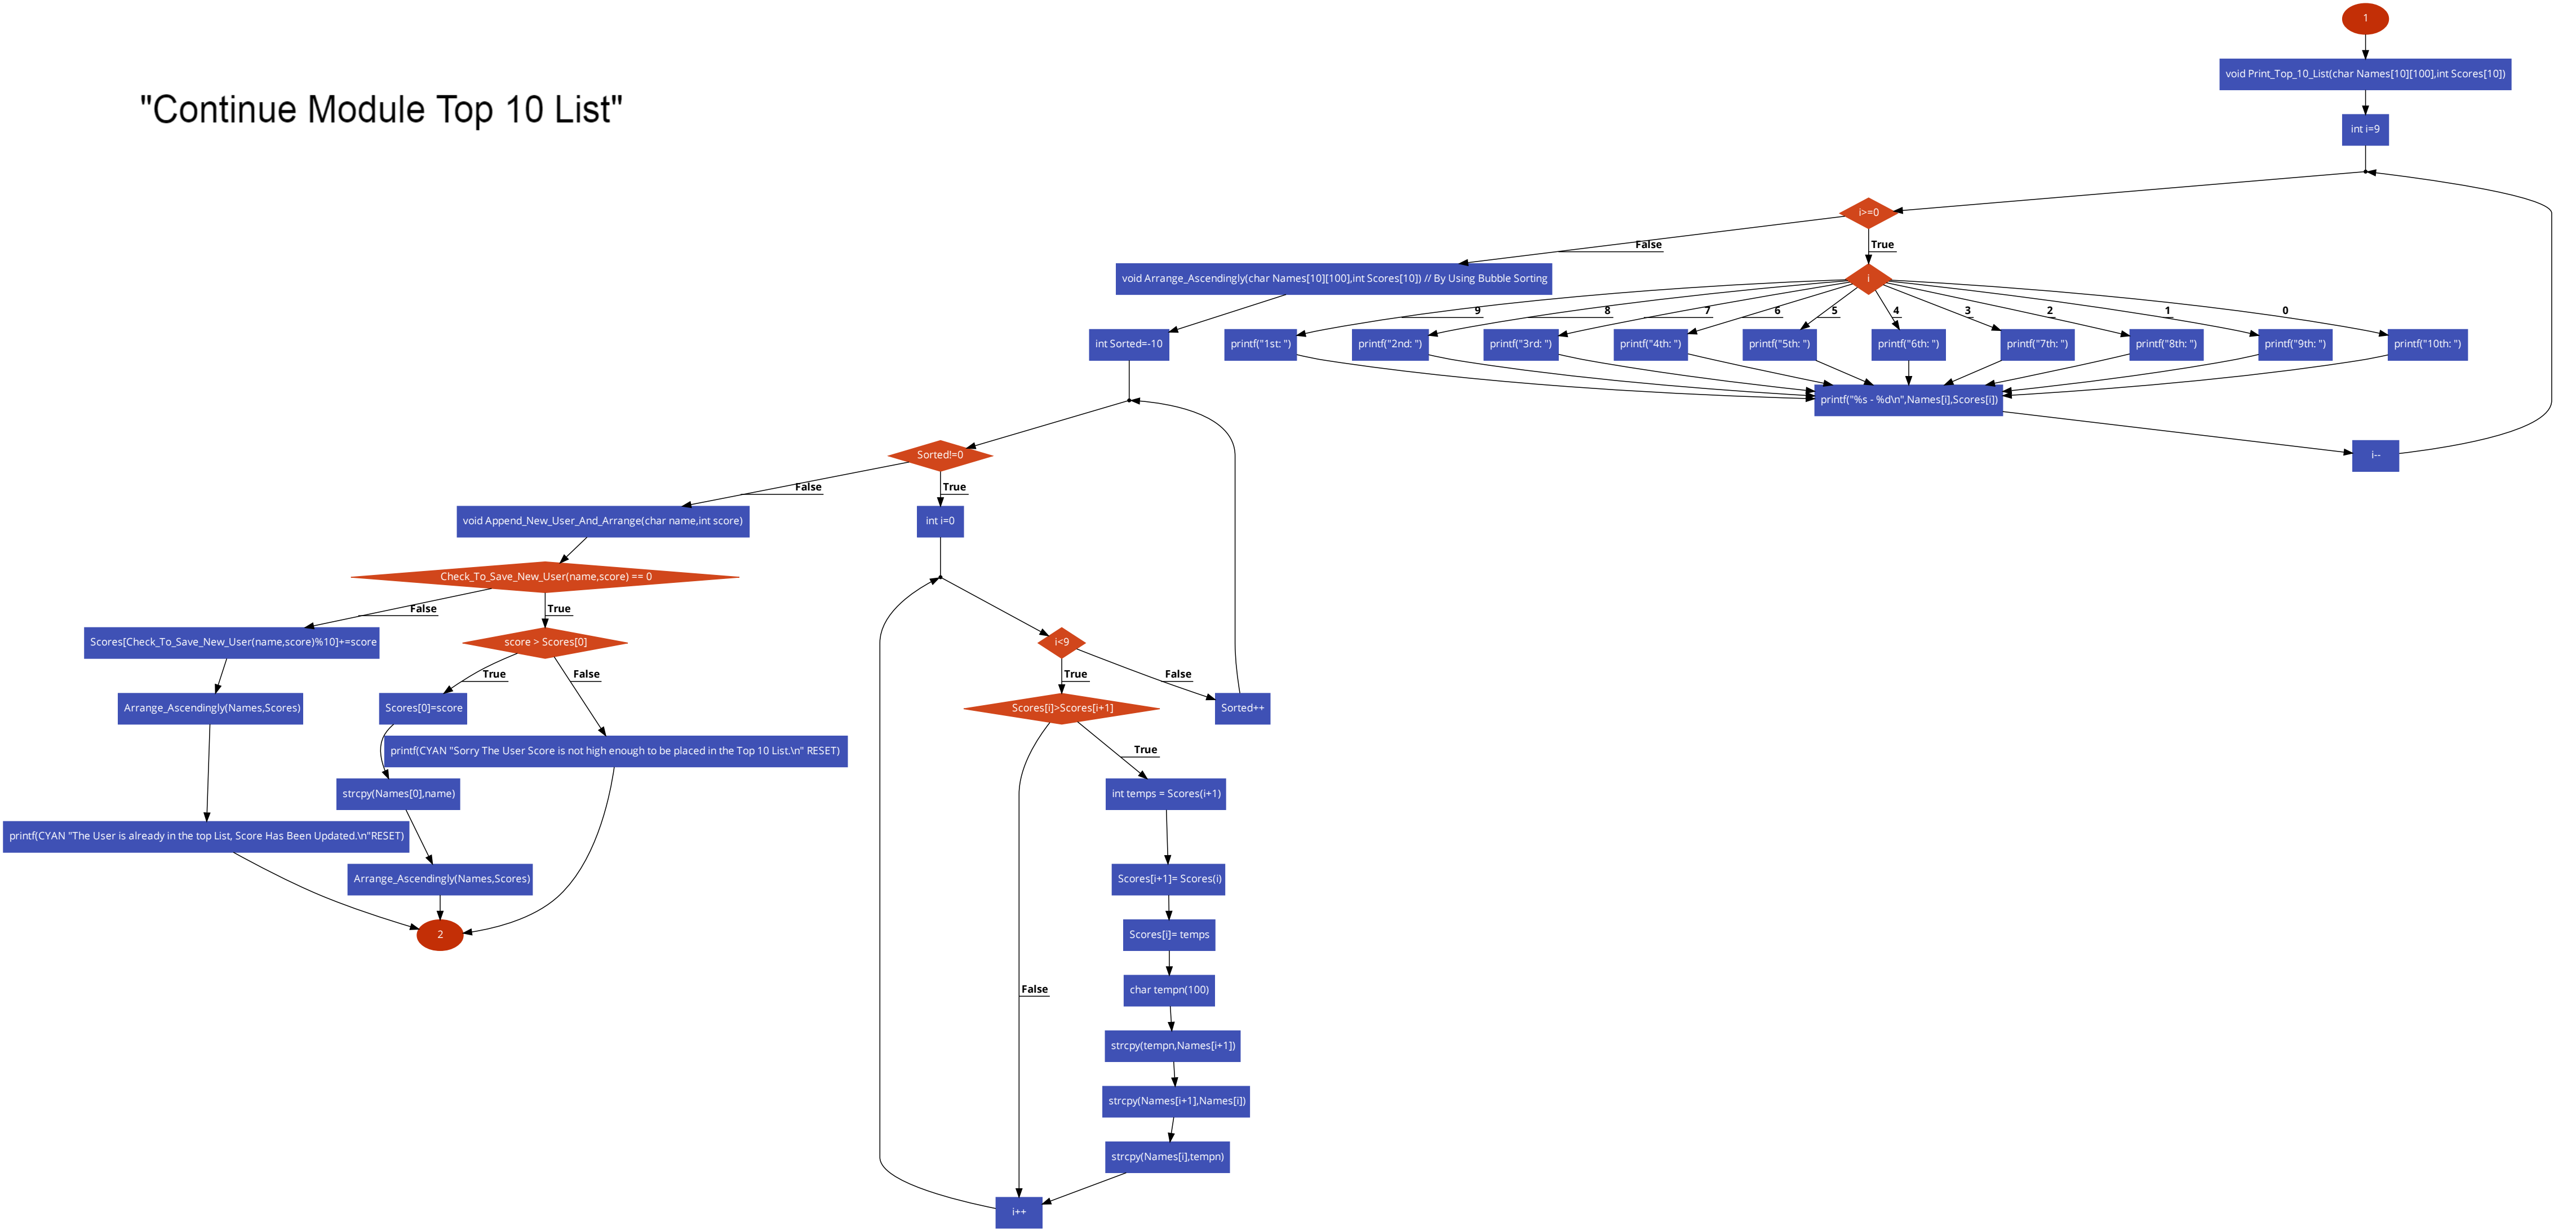 "Continue Module Top 10 List"
1
void Print_Top_10_List(char Names[10][100],int Scores[10])
int i=9
i>=0
False
True
void Arrange_Ascendingly(char Names[10][100],int Scores[10]) // By Using Bubble Sorting
i
9
8
7
6
5
4
3
2
1
0
int Sorted=-10
printf("1st: ")
printf("2nd: ")
printf("3rd: ")
printf("4th: ")
printf("5th: ")
printf("6th: ")
printf("7th: ")
printf("8th: ")
printf("9th: ")
printf("10th: ")
printf("%s - %d\n",Names[i],Scores[i])
i--
Sorted!=0
False
True
void Append_New_User_And_Arrange(char name,int score)
int i=0
Check_To_Save_New_User(name,score) == 0
False
True
Scores[Check_To_Save_New_User(name,score)%10]+=score
score > Scores[0]
i<9
True
False
True
False
Arrange_Ascendingly(Names,Scores)
Scores[0]=score
Scores[i]>Scores[i+1]
Sorted++
printf(CYAN "Sorry The User Score is not high enough to be placed in the Top 10 List.\n" RESET)
True
strcpy(Names[0],name)
int temps = Scores(i+1)
printf(CYAN "The User is already in the top List, Score Has Been Updated.\n"RESET)
Arrange_Ascendingly(Names,Scores)
Scores[i+1]= Scores(i)
2
Scores[i]= temps
False
char tempn(100)
strcpy(tempn,Names[i+1])
strcpy(Names[i+1],Names[i])
strcpy(Names[i],tempn)
i++